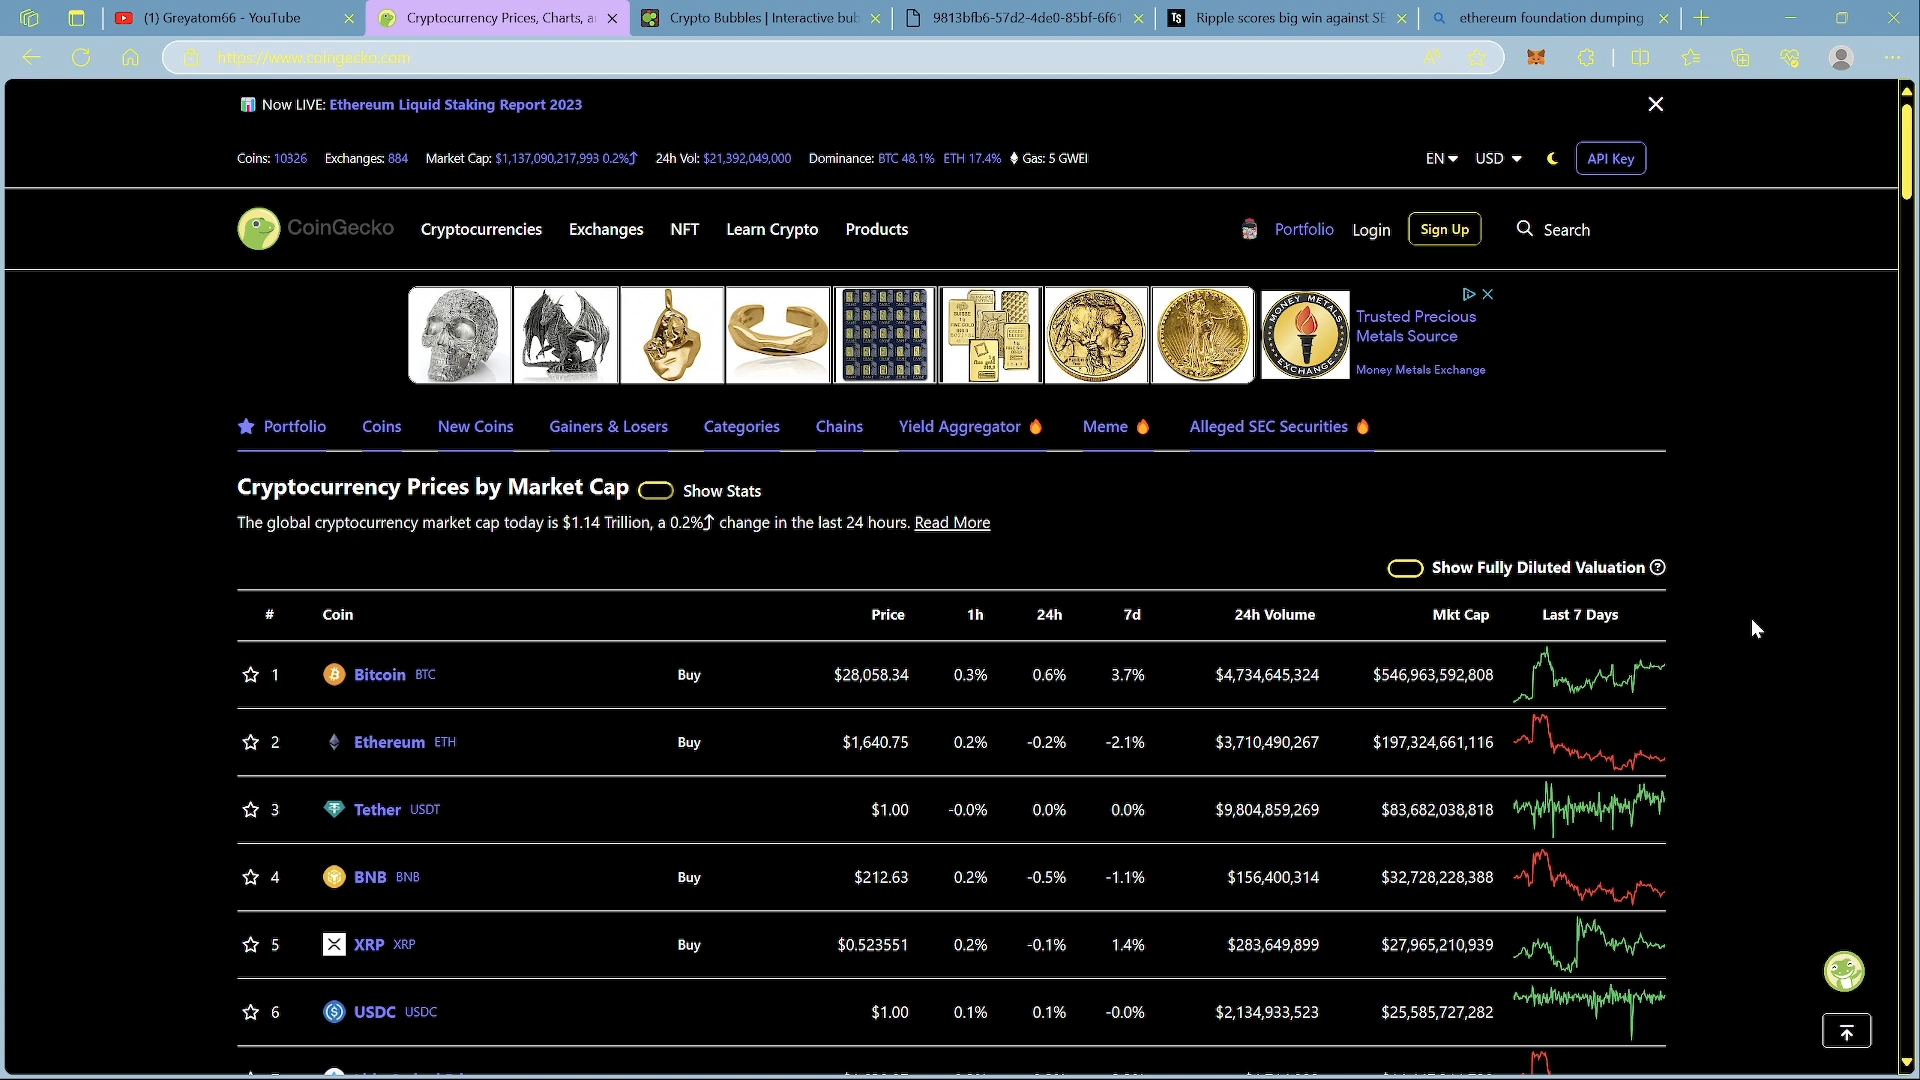 (1) Greyatom66 - YouTube
Cryptocurrency Prices, Charts, a
Crypto Bubbles | Interactive bub
9813bfb6-57d2-4de0-85bf-6f61
Ripple scores big win against SE
ethereum foundation dumping
https://www.coingecko.com
Now LIVE: Ethereum Liquid Staking Report 2023
Coins: 10326 Exchanges: 884 Market Cap: $1,137,090,217,993 0.2% 24h Vol: $21,392,049,000 Dominance: BTC 48.1% ETH 17.4% Gas: 5 GWEI
EN USD API Key
CoinGecko Cryptocurrencies Exchanges NFT Learn Crypto Products Portfolio Login Sign Up Search
MONEY METALS EXCHANGE
Trusted Precious
Metals Source
Money Metals Exchange
Portfolio Coins New Coins Gainers & Losers Categories Chains Yield Aggregator Meme Alleged SEC Securities
Cryptocurrency Prices by Market Cap Show Stats
The global cryptocurrency market cap today is $1.14 Trillion, a 0.2% change in the last 24 hours. Read More
Show Fully Diluted Valuation
# Coin Price 1h 24h 7d 24h Volume Mkt Cap Last 7 Days
1 Bitcoin BTC Buy $28,058.34 0.3% 0.6% 3.7% $4,734,645,324 $546,963,592,808
2 Ethereum ETH Buy $1,640.75 0.2% -0.2% -2.1% $3,710,490,267 $197,324,661,116
3 Tether USDT $1.00 -0.0% 0.0% 0.0% $9,804,859,269 $83,682,038,818
4 BNB BNB Buy $212.63 0.2% -0.5% -1.1% $156,400,314 $32,728,228,388
5 XRP XRP Buy $0.523551 0.2% -0.1% 1.4% $283,649,899 $27,965,210,939
6 USDC USDC $1.00 0.1% 0.1% -0.0% $2,134,933,523 $25,585,727,282